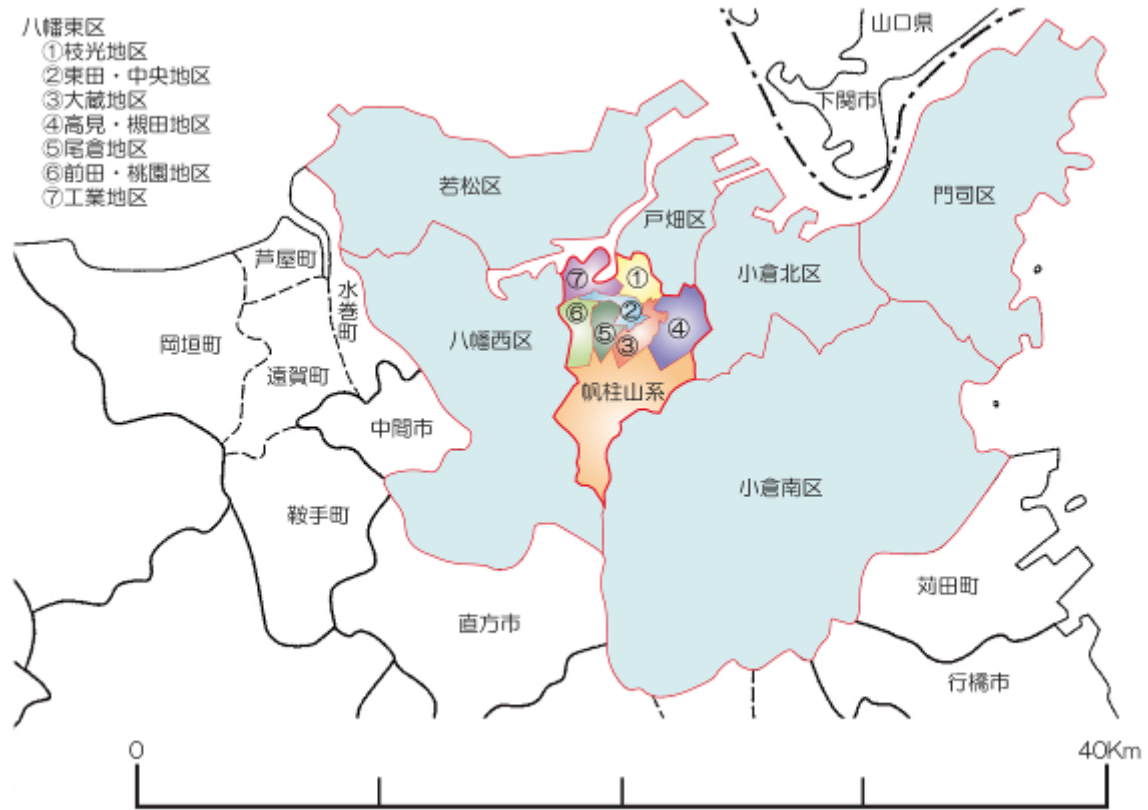 八幡東区
①枝光地区
②東田・中央地区
③大蔵地区
④高見・槻田地区
⑤尾倉地区
⑥前田・桃園地区
⑦工業地区
山口県
下関市
若松区
戸畑区
門司区
芦屋町
水巻町
小倉北区
⑦
①
⑥
②
⑤
④
③
岡垣町
遠賀町
八幡西区
帆柱山系
中間市
小倉南区
鞍手町
苅田町
直方市
行橋市
0
40Km